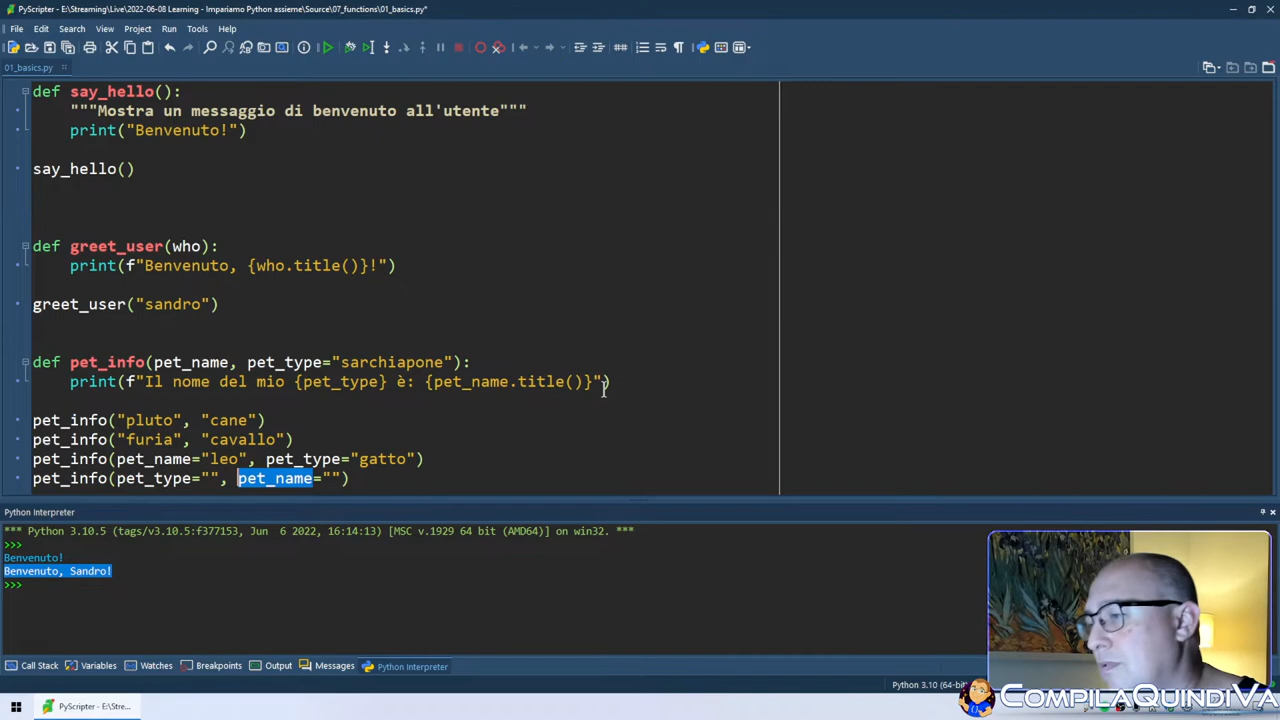 PyScripter - E:\Streaming\Live\2022-06-08 Learning - Impariamo Python assieme\Source\07_functions\01_basics.py*
File Edit Search View Project Run Tools Help
01_basics.py
def say_hello():
"""Mostra un messaggio di benvenuto all'utente"""
print("Benvenuto!")
say_hello()
def greet_user(who):
print(f"Benvenuto, {who.title()}!")
greet_user("sandro")
def pet_info(pet_name, pet_type="sarchiapone"):
print(f"Il nome del mio {pet_type} è: {pet_name.title()}")
pet_info("pluto", "cane")
pet_info("furia", "cavallo")
pet_info(pet_name="leo", pet_type="gatto")
pet_info(pet_type="", pet_name="")
Python Interpreter
*** Python 3.10.5 (tags/v3.10.5:f377153, Jun  6 2022, 16:14:13) [MSC v.1929 64 bit (AMD64)] on win32. ***
>>>
Benvenuto!
Benvenuto, Sandro!
>>>
Call Stack Variables Watches Breakpoints Output Messages Python Interpreter
Python 3.10 (64-bit)
PyScripter - E:\Stre...
COMPILAQUINDIVA